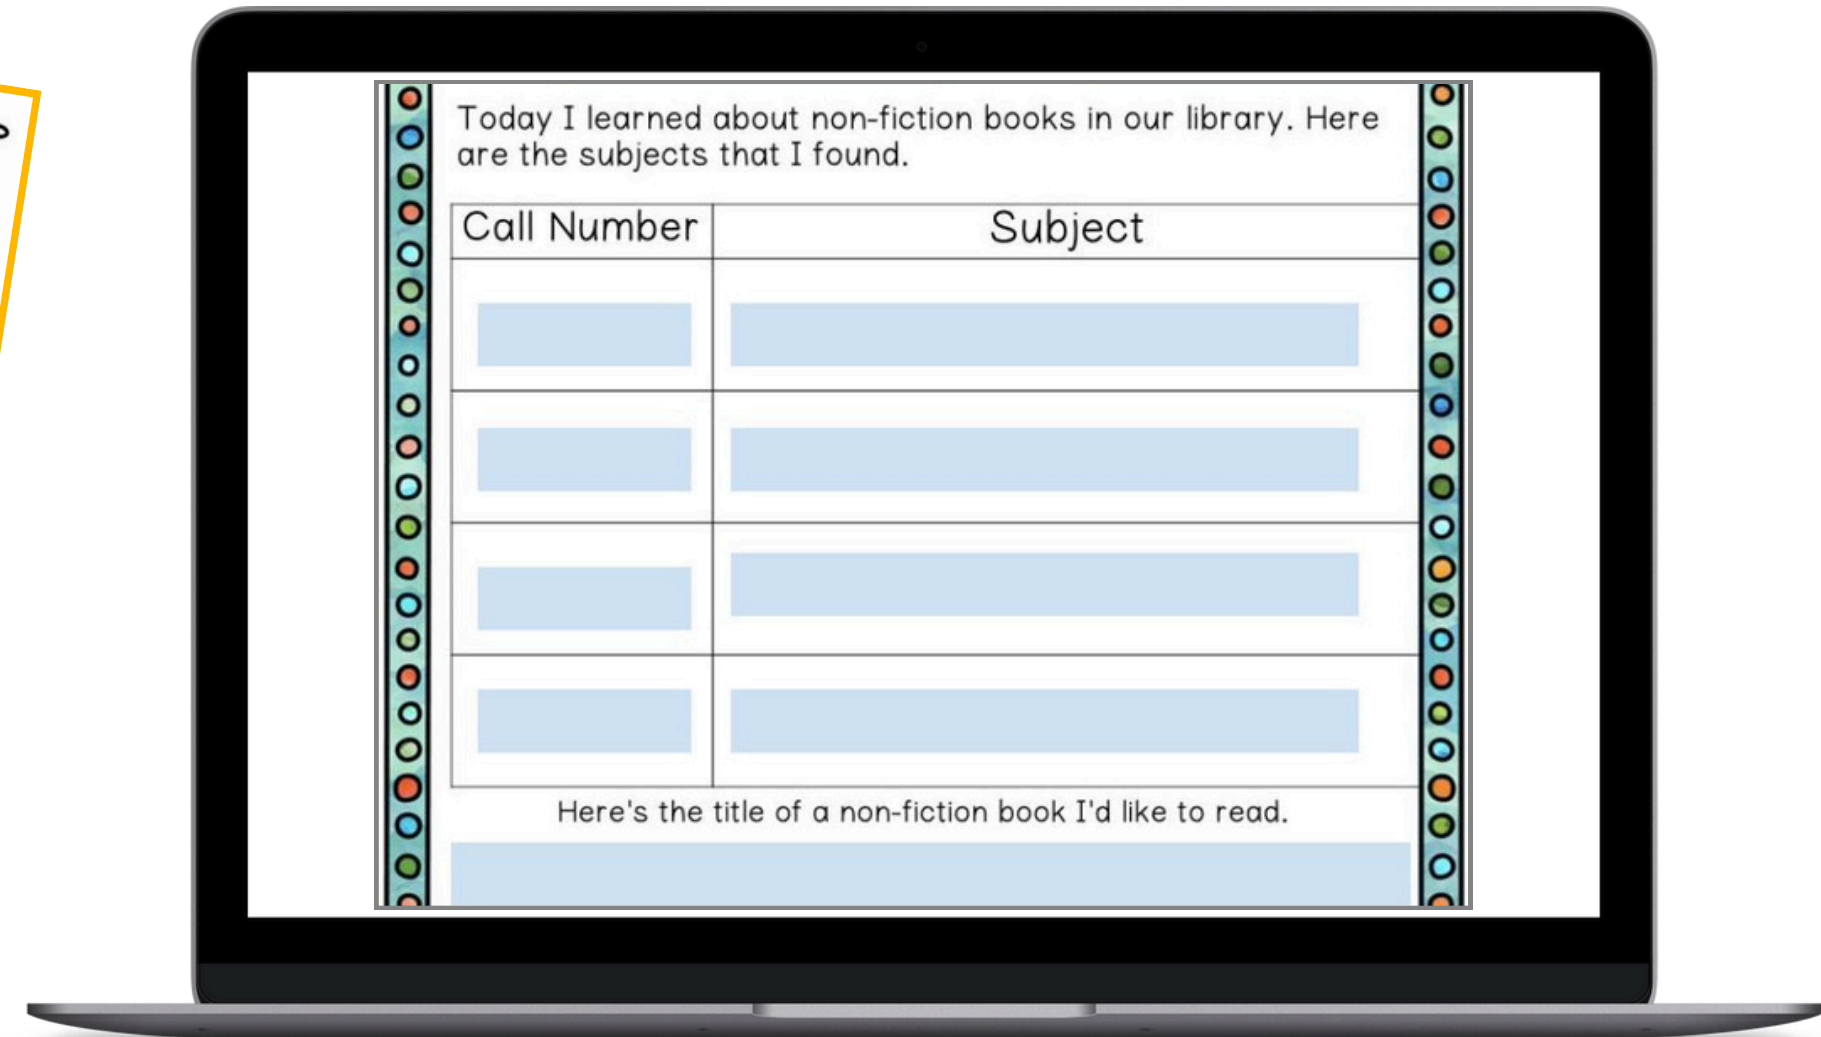 Today I learned about non-fiction books in our library. Here
are the subjects that I found.
Call Number Subject
Here's the title of a non-fiction book I'd like to read.